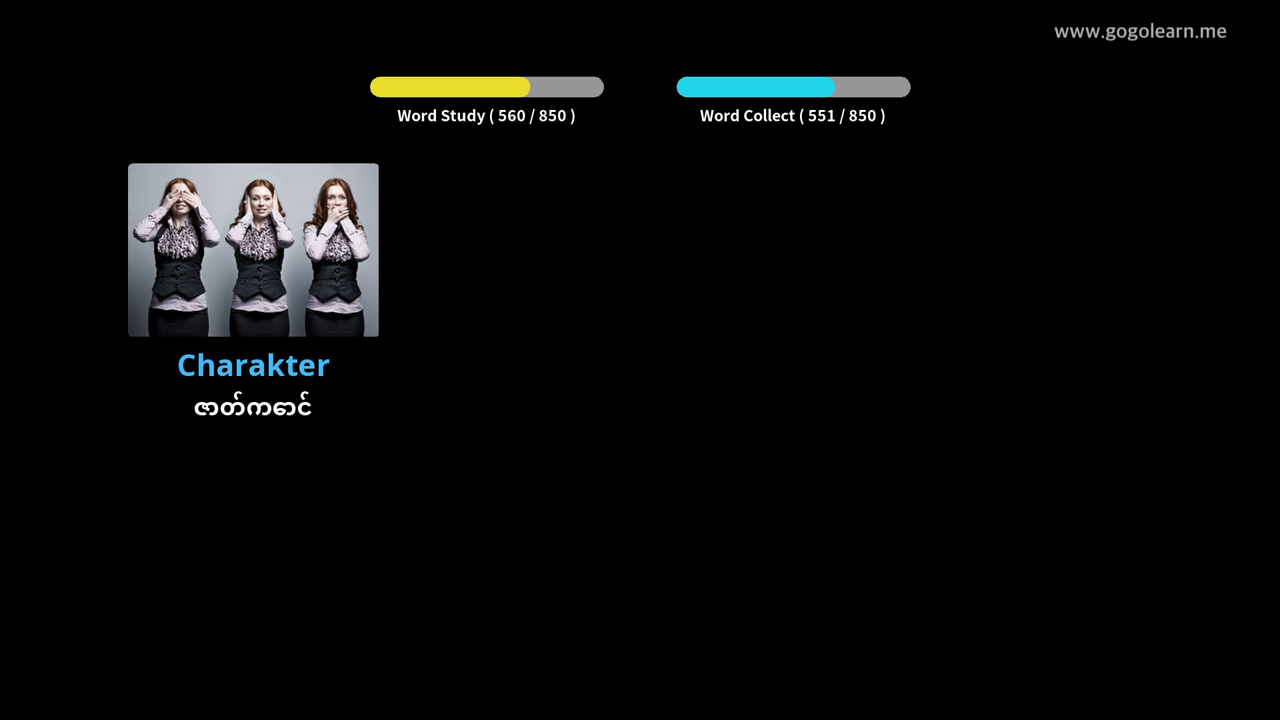 www.gogolearn.me
Word Study ( 560 / 850 )
Word Collect ( 551 / 850 )
Charakter
ဇာတ်ကောင်